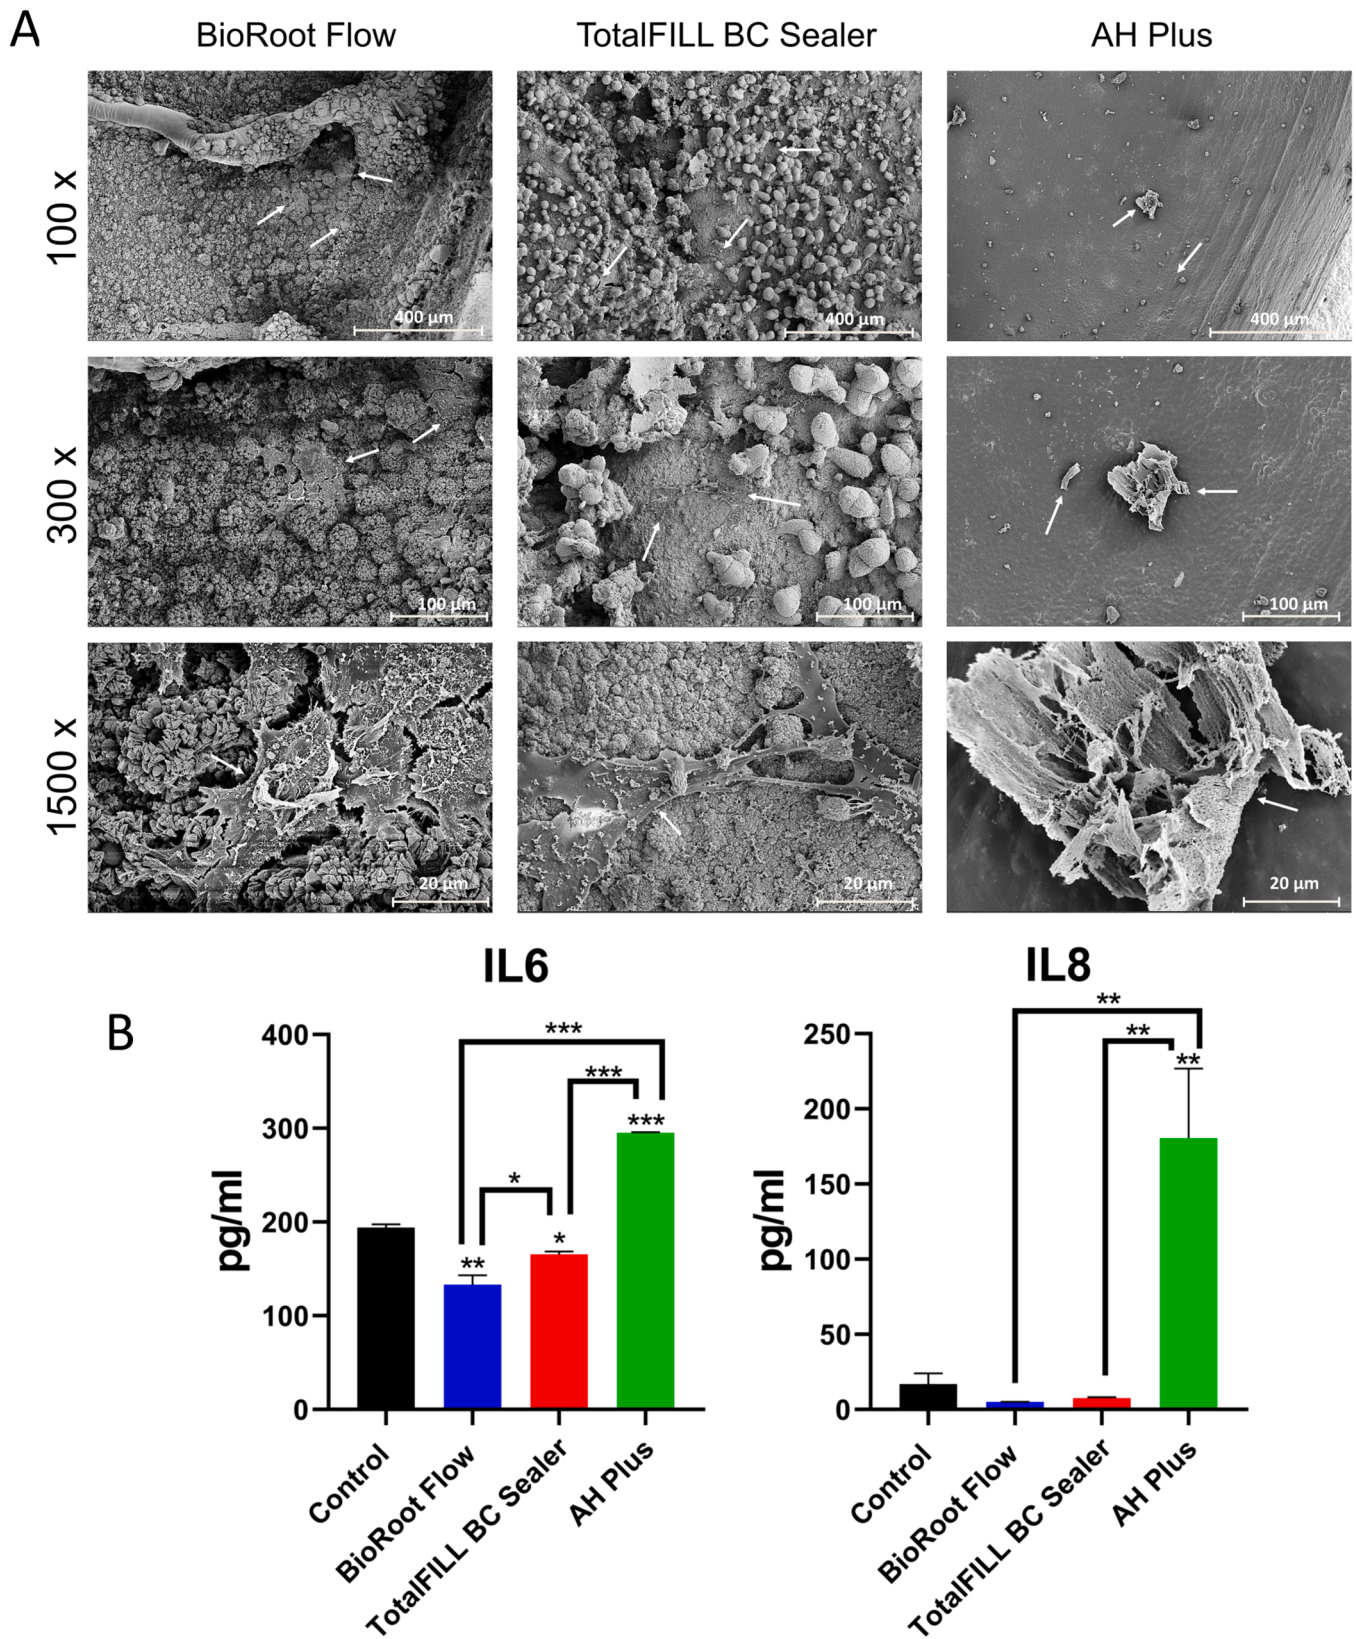 A
BioRoot Flow
TotalFILL BC Sealer
AH Plus
100 x
400 µm
400 µm
400 µm
300 x
100 µm
100 µm
100 µm
1500 x
20 µm
20 µm
20 µm
B
IL6
pg/ml
400
300
200
100
0
***
***
***
*
*
**
Control
BioRoot Flow
TotalFILL BC Sealer
AH Plus
IL8
pg/ml
250
200
150
100
50
0
**
**
**
Control
BioRoot Flow
TotalFILL BC Sealer
AH Plus